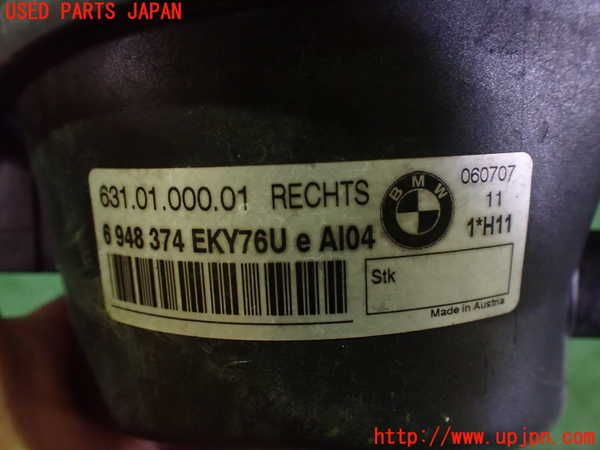 USED PARTS JAPAN
631.01.000.01 RECHTS
6 948 374 EKY76U e AI04
BMW
060707
11
1*H11
Stk
Made in Austria
http://www.upjpn.com/